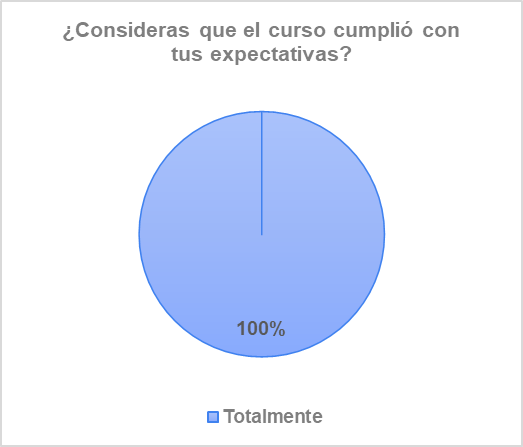 ¿Consideras que el curso cumplió con
tus expectativas?
100%
Totalmente